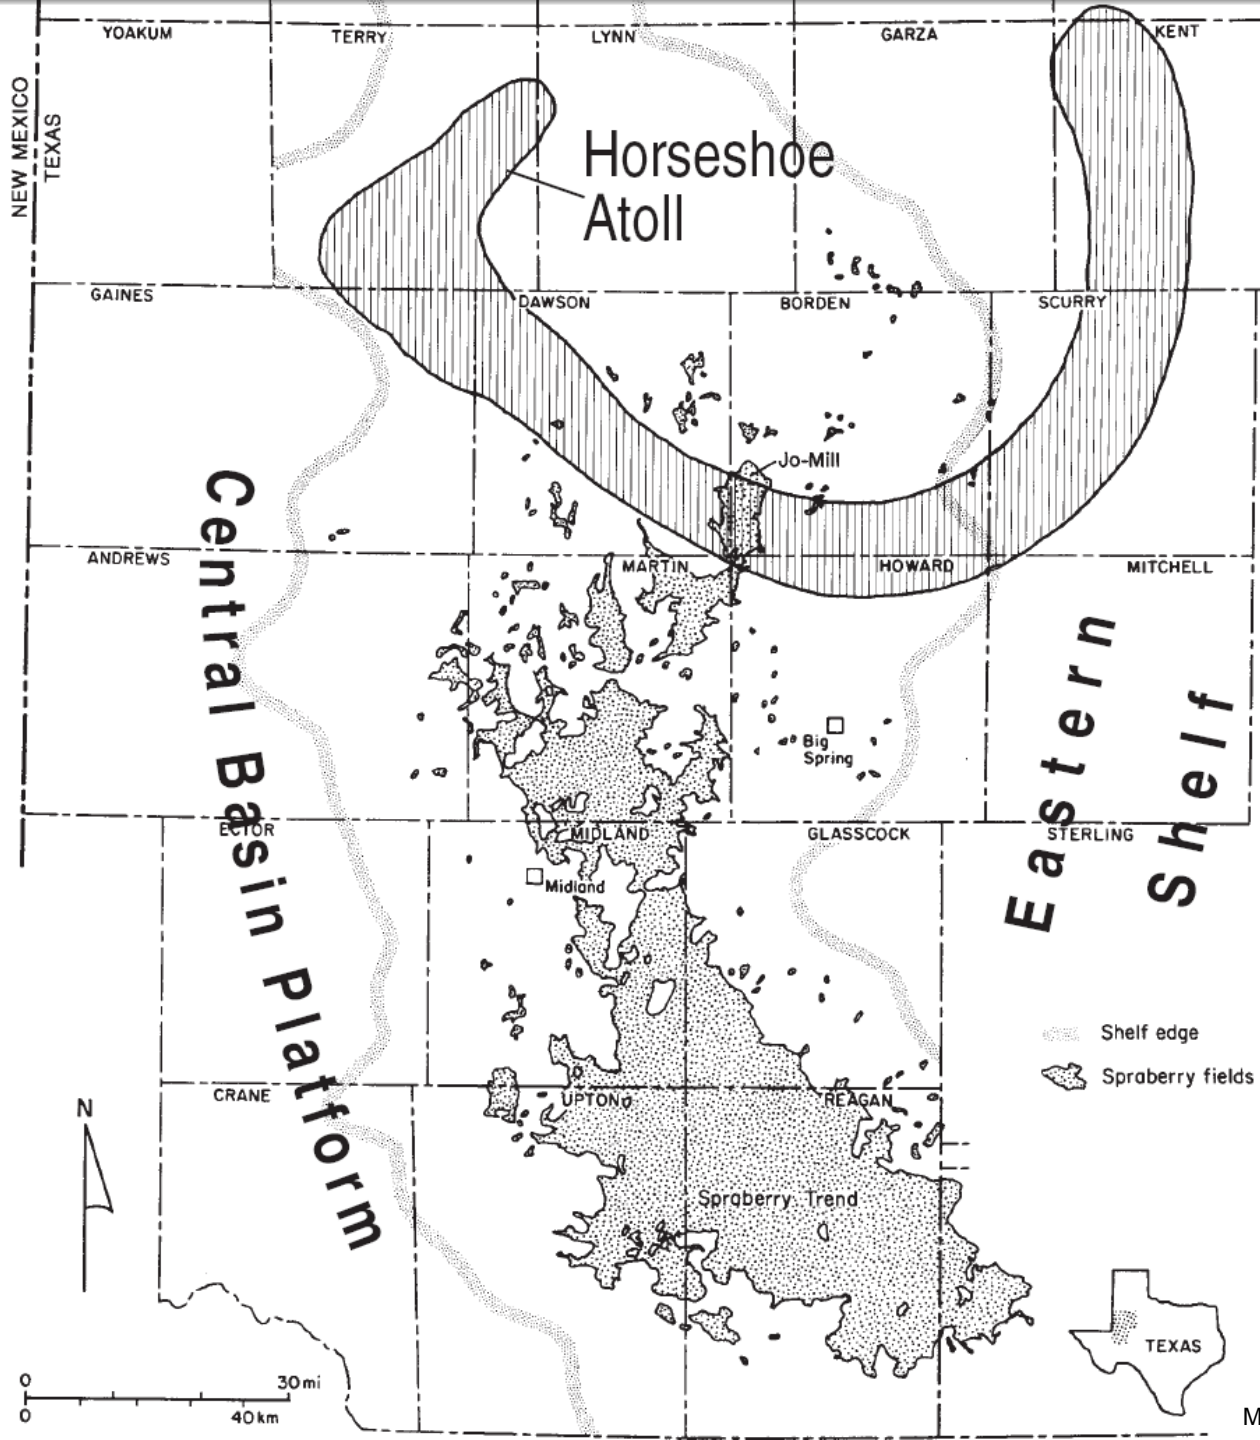 YOAKUM
TERRY
LYNN
GARZA
KENT
NEW MEXICO
TEXAS
Horseshoe
Atoll
GAINES
DAWSON
BORDEN
SCURRY
Jo-Mill
ANDREWS
MARTIN
HOWARD
MITCHELL
Central Basin Platform
Eastern
Shelf
Big
Spring
ECTOR
MIDLAND
GLASSCOCK
STERLING
Midland
Shelf edge
Spraberry fields
CRANE
UPTON
REAGAN
N
Spraberry Trend
TEXAS
0
30 mi
0
40 km
M